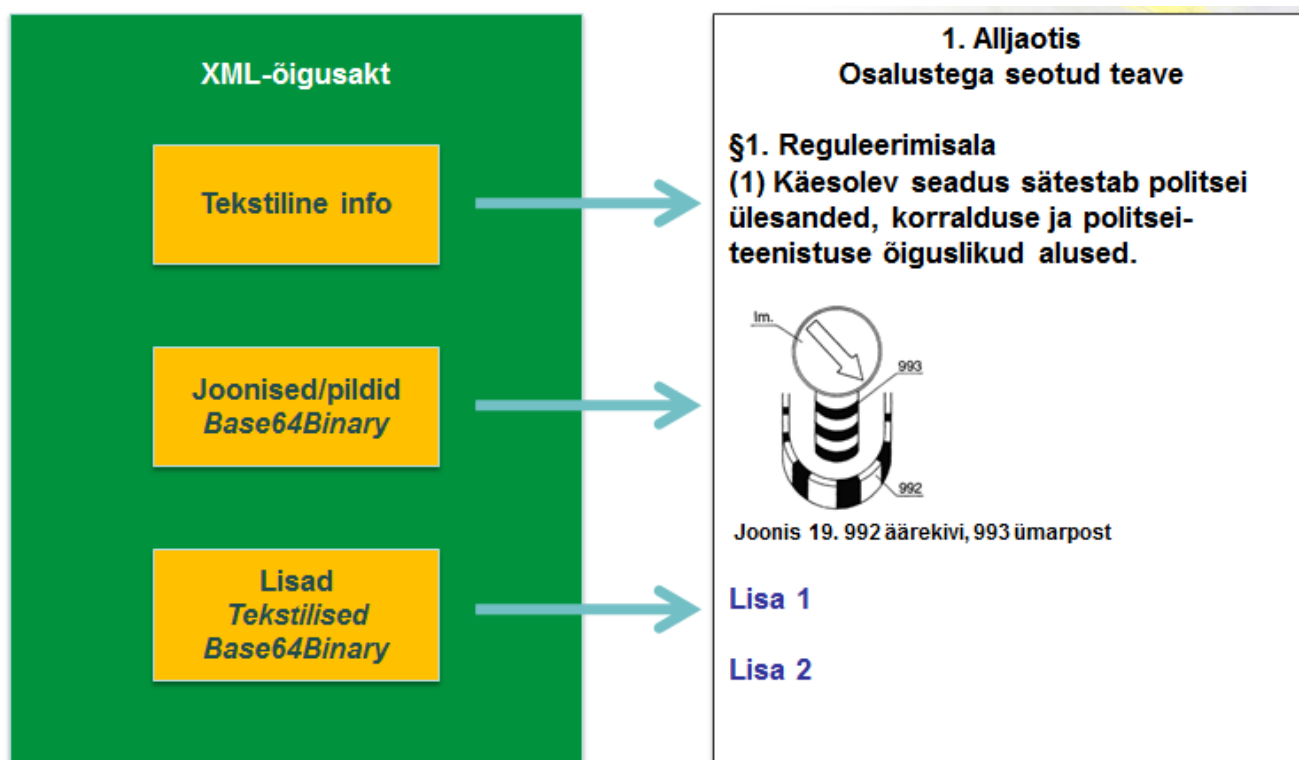 XML-õigusakt
Tekstiline info
Joonised/pildid
Base64Binary
Lisad
Tekstilised
Base64Binary
1. Alljaotis
Osalustega seotud teave
§1. Reguleerimisala
(1) Käesolev seadus sätestab politsei
ülesanded, korralduse ja politsei-
teenistuse õiguslikud alused.
Im.
993
992
Joonis 19. 992 äärekivi, 993 ümarpost
Lisa 1
Lisa 2